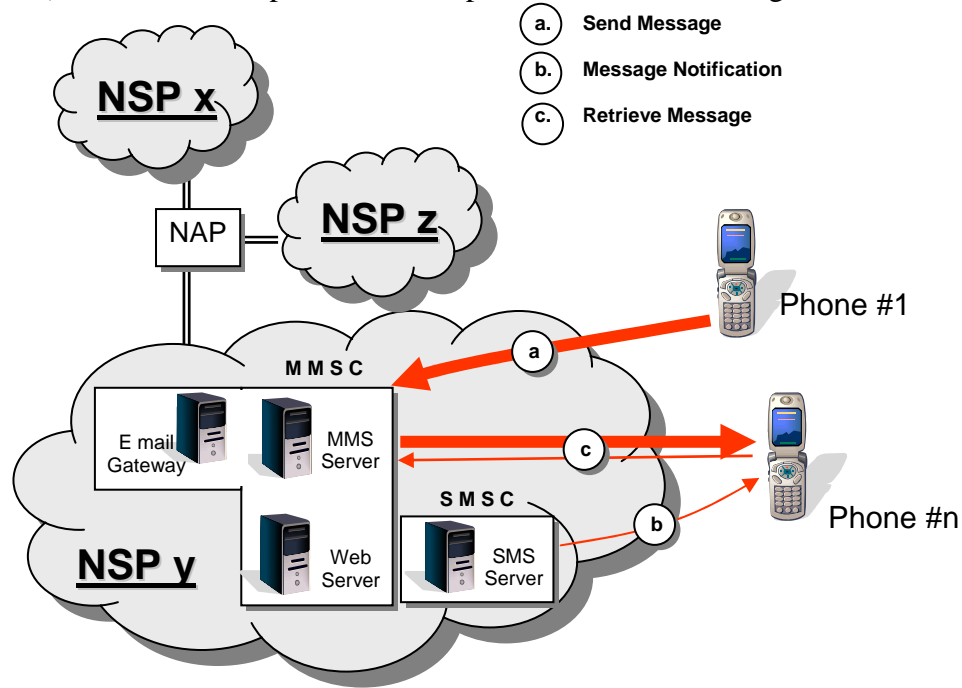 a. Send Message
b. Message Notification
c. Retrieve Message
NSP x
NSP z
NAP
Phone #1
a
M M S C
E mail
Gateway
MMS
Server
c
S M S C
b
Phone #n
NSP y
Web
Server
SMS
Server